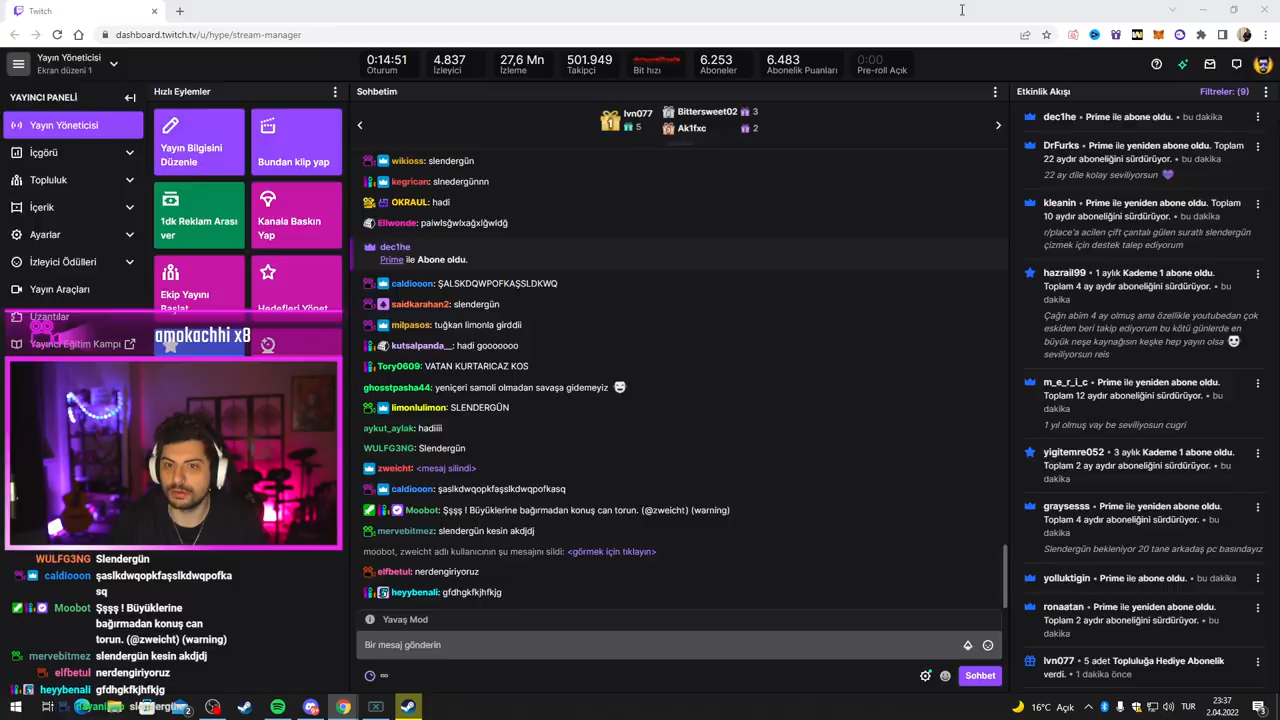 Twitch
dashboard.twitch.tv/u/hype/stream-manager
Yayın Yöneticisi
Ekran düzeni 1
0:14:51
Oturum
4.837
İzleyici
27,6 Mn
İzleme
501.949
Takipçi
Bit hızı
6.253
Aboneler
6.483
Abonelik Puanları
0:00
Pre-roll Açık
YAYINCI PANELİ
Yayın Yöneticisi
İçgörü
Topluluk
İçerik
Ayarlar
İzleyici Ödülleri
Yayın Araçları
Uzantılar
Yayıncı Eğitim Kampı
Hızlı Eylemler
Yayın Bilgisini
Düzenle
Bundan klip yap
1dk Reklam Arası
ver
Kanala Baskın
Yap
Ekip Yayını
Başlat
Hedefleri Yönet
amokachhi x8
WULFG3NG Slendergün
caldiooon şaslkdwqopkfaşslkdwqpofka
sq
Moobot Şşşş ! Büyüklerine
bağırmadan konuş can
torun. (@zweicht) (warning)
mervebitmez slendergün kesin akdjdj
elfbetul nerdengiriyoruz
heyybenali gfdhgkfkjhfkjg
Sohbetim
lvn077
5
Bittersweet02 3
Ak1fxc 2
wikioss: slendergün
kegrican: slnedergünnn
OKRAUL: hadi
Ellwonde: paiwlsğwlxağxlğwldğ
dec1he
Prime ile Abone oldu.
caldiooon: ŞALSKDQWPOFKAŞSLDKWQ
saidkarahan2: slendergün
milpasos: tuğkan limonla girddii
kutsalpanda__: hadi gooooooo
Tory0609: VATAN KURTARICAZ KOS
ghosstpasha44: yeniçeri samoli olmadan savaşa gidemeyiz
limonlulimon: SLENDERGÜN
aykut_aylak: hadiiii
WULFG3NG: Slendergün
zweicht: <mesaj silindi>
caldiooon: şaslkdwqopkfaşslkdwqpofkasq
Moobot: Şşşş ! Büyüklerine bağırmadan konuş can torun. (@zweicht) (warning)
mervebitmez: slendergün kesin akdjdj
moobot, zweicht adlı kullanıcının şu mesajını sildi: <görmek için tıklayın>
elfbetul: nerdengiriyoruz
heyybenali: gfdhgkfkjhfkjg
Yavaş Mod
Bir mesaj gönderin
Sohbet
Etkinlik Akışı
Filtreler: (9)
dec1he • Prime ile abone oldu. • bu dakika
DrFurks • Prime ile yeniden abone oldu. Toplam
22 aydır aboneliğini sürdürüyor. • bu dakika
22 ay dile kolay seviliyorsun
kleanin • Prime ile yeniden abone oldu. Toplam
10 aydır aboneliğini sürdürüyor. • bu dakika
r/place'a acilen çift çantalı gülen suratlı slendergün
çizmek için destek talep ediyorum
hazrail99 • 1 aylık Kademe 1 abone oldu.
Toplam 4 ay aydır aboneliğini sürdürüyor. • bu
dakika
Çağrı abim 4 ay olmuş ama özellikle youtubedan çok
eskiden beri takip ediyorum bu kötü günlerde en
büyük neşe kaynağısın keşke hep yayın olsa
seviliyorsun reis
m_e_r_i_c • Prime ile yeniden abone oldu.
Toplam 12 aydır aboneliğini sürdürüyor. • bu
dakika
1 yıl olmuş vay be seviliyosun cugri
yigitemre052 • 3 aylık Kademe 1 abone oldu.
Toplam 2 ay aydır aboneliğini sürdürüyor. • bu
dakika
graysesss • Prime ile yeniden abone oldu.
Toplam 4 aydır aboneliğini sürdürüyor. • bu
dakika
Slendergün bekleniyor 20 tane arkadaş pc basındayız
yolluktigin • Prime ile abone oldu. • bu dakika
ronaatan • Prime ile yeniden abone oldu.
Toplam 2 aydır aboneliğini sürdürüyor. • bu
dakika
lvn077 • 5 adet Topluluğa Hediye Abonelik
verdi. • 1 dakika önce
16°C Açık
TUR
23:37
2.04.2022